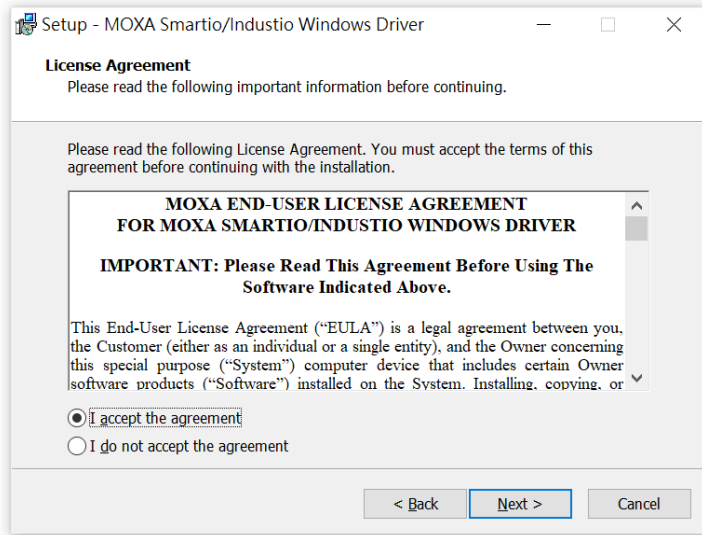 Setup - MOXA Smartio/Industio Windows Driver
License Agreement
Please read the following important information before continuing.
Please read the following License Agreement. You must accept the terms of this
agreement before continuing with the installation.
MOXA END-USER LICENSE AGREEMENT
FOR MOXA SMARTIO/INDUSTIO WINDOWS DRIVER
IMPORTANT: Please Read This Agreement Before Using The
Software Indicated Above.
This End-User License Agreement (“EULA”) is a legal agreement between you,
the Customer (either as an individual or a single entity), and the Owner concerning
this special purpose (“System”) computer device that includes certain Owner
software products (“Software”) installed on the System. Installing, copying, or
I accept the agreement
I do not accept the agreement
< Back Next > Cancel